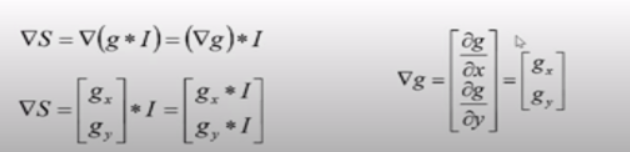 ∇S = ∇(g * I) = (∇g) * I
∇S = [g_x; g_y] * I = [g_x * I; g_y * I]
∇g = [∂g/∂x; ∂g/∂y] = [g_x; g_y]